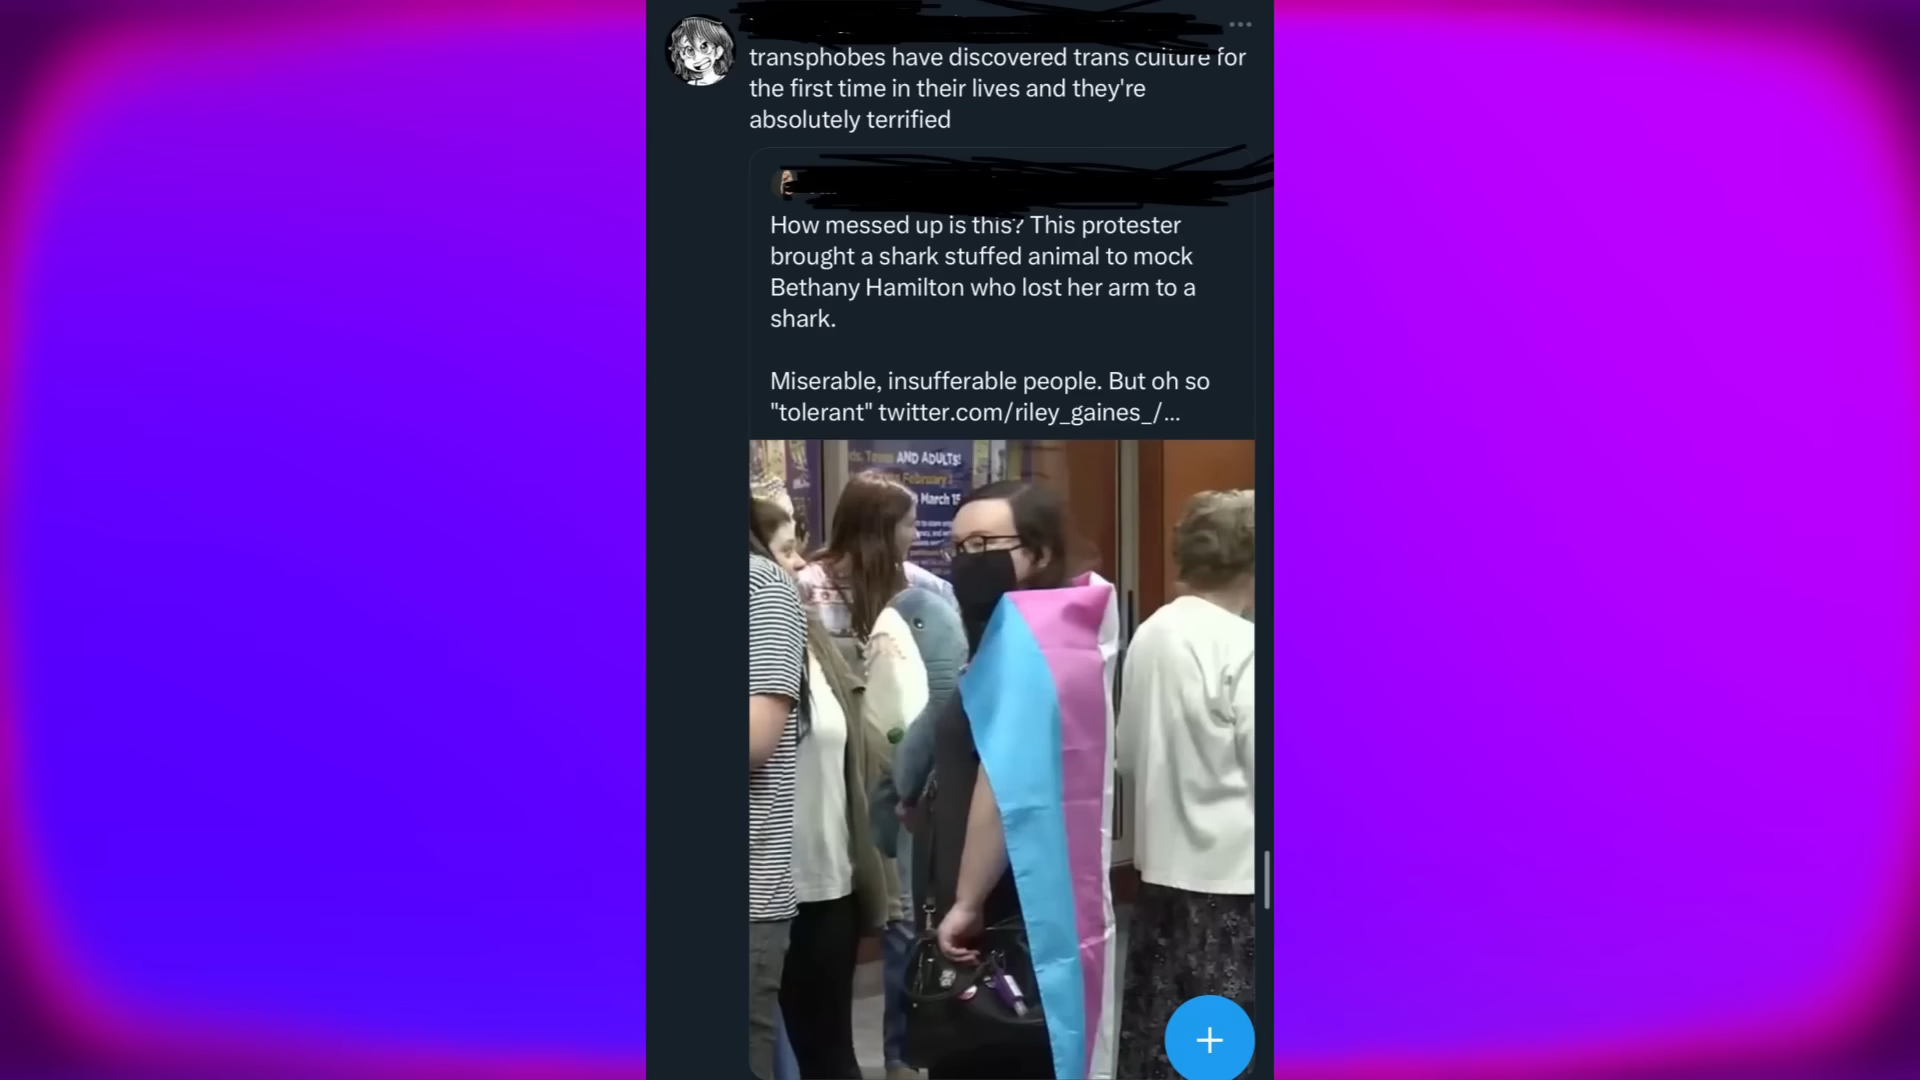 transphobes have discovered trans culture for
the first time in their lives and they're
absolutely terrified
How messed up is this? This protester
brought a shark stuffed animal to mock
Bethany Hamilton who lost her arm to a
shark.
Miserable, insufferable people. But oh so
"tolerant" twitter.com/riley_gaines_/...
AND ADULTS!
February
March 15